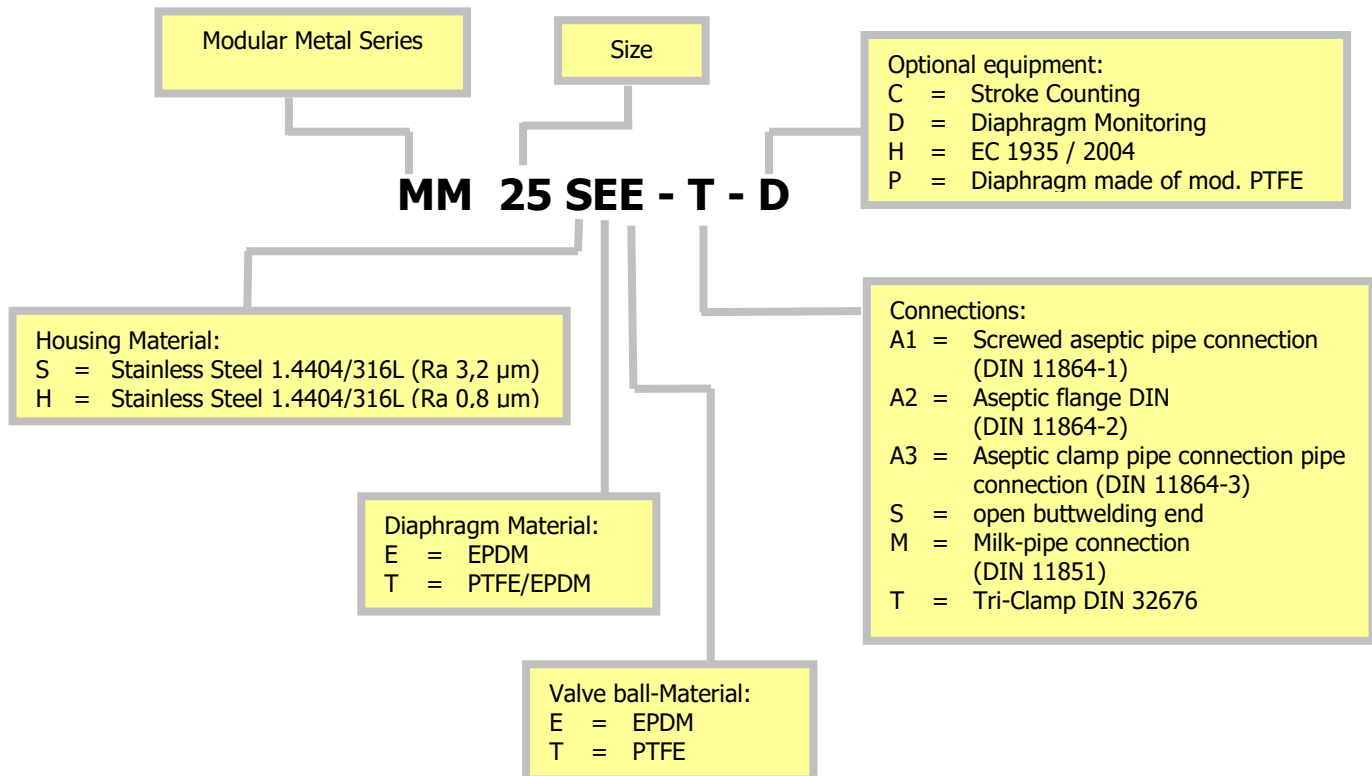 Modular Metal Series
Size
Optional equipment:
C = Stroke Counting
D = Diaphragm Monitoring
H = EC 1935 / 2004
P = Diaphragm made of mod. PTFE
MM 25 SEE - T - D
Housing Material:
S = Stainless Steel 1.4404/316L (Ra 3,2 µm)
H = Stainless Steel 1.4404/316L (Ra 0,8 µm)
Connections:
A1 = Screwed aseptic pipe connection
(DIN 11864-1)
A2 = Aseptic flange DIN
(DIN 11864-2)
A3 = Aseptic clamp pipe connection pipe
connection (DIN 11864-3)
S = open buttwelding end
M = Milk-pipe connection
(DIN 11851)
T = Tri-Clamp DIN 32676
Diaphragm Material:
E = EPDM
T = PTFE/EPDM
Valve ball-Material:
E = EPDM
T = PTFE